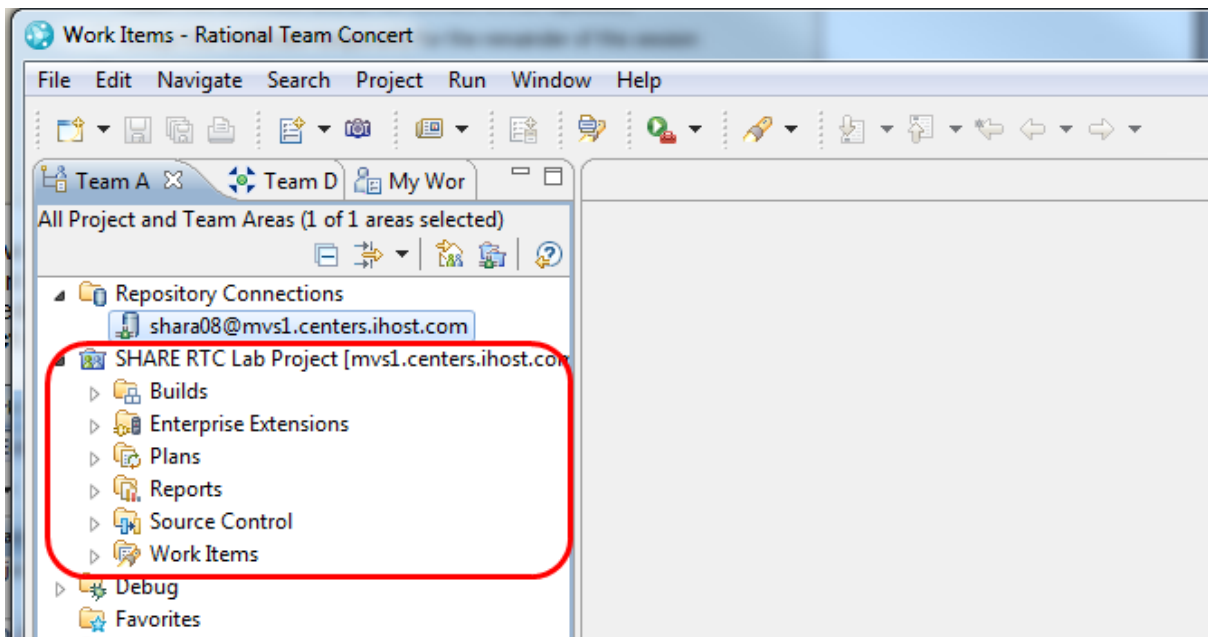 Work Items - Rational Team Concert
File Edit Navigate Search Project Run Window Help
Team A Team D My Wor
All Project and Team Areas (1 of 1 areas selected)
Repository Connections
shara08@mvs1.centers.ihost.com
SHARE RTC Lab Project [mvs1.centers.ihost.com
Builds
Enterprise Extensions
Plans
Reports
Source Control
Work Items
Debug
Favorites